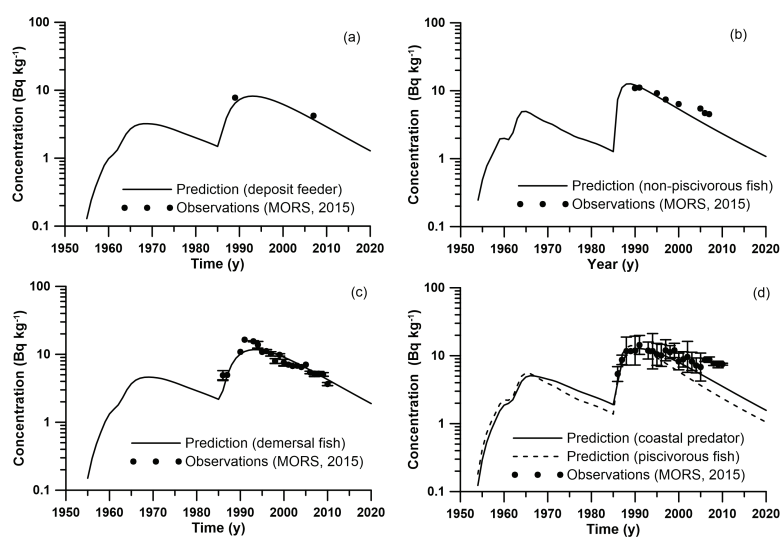 (a)
Concentration (Bq kg⁻¹)
100
10
1
0.1
Prediction (deposit feeder)
Observations (MORS, 2015)
1950 1960 1970 1980 1990 2000 2010 2020
Time (y)
(b)
Concentration (Bq kg⁻¹)
100
10
1
0.1
Prediction (non-piscivorous fish)
Observations (MORS, 2015)
1950 1960 1970 1980 1990 2000 2010 2020
Year (y)
(c)
Concentration (Bq kg⁻¹)
100
10
1
0.1
Prediction (demersal fish)
Observations (MORS, 2015)
1950 1960 1970 1980 1990 2000 2010 2020
Time (y)
(d)
Concentration (Bq kg⁻¹)
100
10
1
0.1
Prediction (coastal predator)
Prediction (piscivorous fish)
Observations (MORS, 2015)
1950 1960 1970 1980 1990 2000 2010 2020
Time (y)